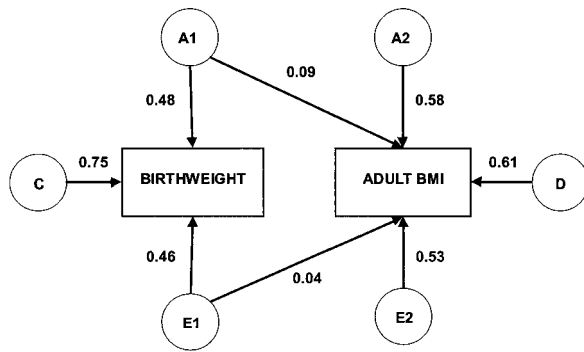 A1
A2
0.09
0.48
0.58
0.75
0.61
C
BIRTHWEIGHT
ADULT BMI
D
0.46
0.04
0.53
E1
E2